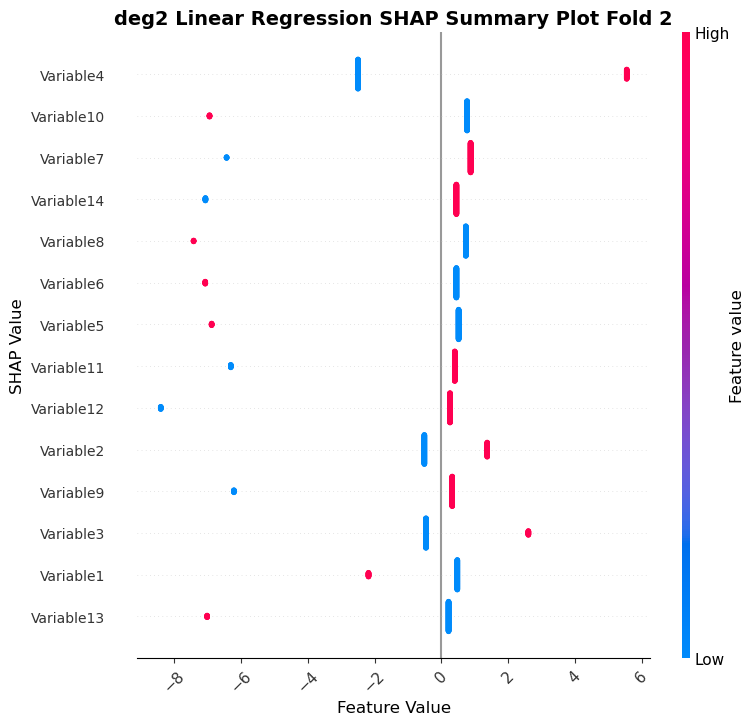 deg2 Linear Regression SHAP Summary Plot Fold 2
High
Variable4
Variable10
Variable7
Variable14
Variable8
Variable6
Variable5
Variable11
Variable12
Variable2
Variable9
Variable3
Variable1
Variable13
SHAP Value
Feature value
Low
−8 −6 −4 −2 0 2 4 6
Feature Value